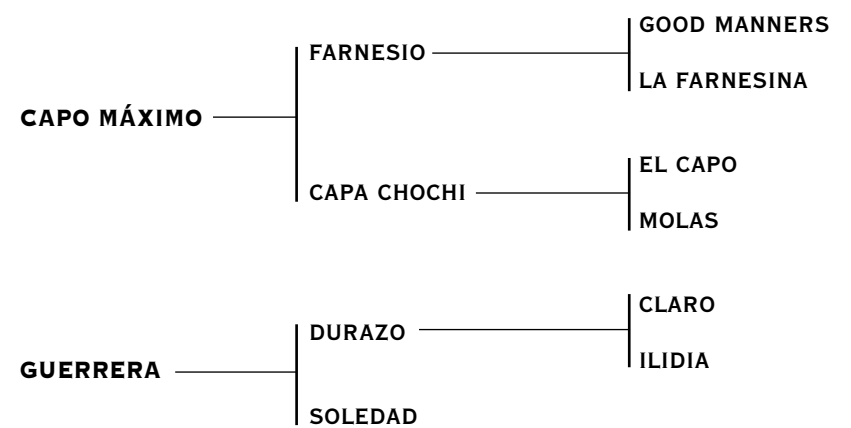 GOOD MANNERS
FARNESIO
LA FARNESINA
CAPO MÁXIMO
EL CAPO
CAPA CHOCHI
MOLAS
CLARO
DURAZO
ILIDIA
GUERRERA
SOLEDAD